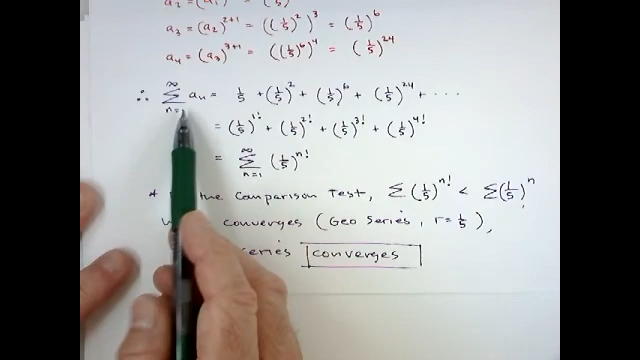 a₂ = (a₁) = ( )
a₃ = (a₂)²⁺¹ = ((1/5)²)³ = (1/5)⁶
a₄ = (a₃)³⁺¹ = ((1/5)⁶)⁴ = (1/5)²⁴
∴ ∞∑n=1 aₙ = 1/5 + (1/5)² + (1/5)⁶ + (1/5)²⁴ + ···
= (1/5)¹! + (1/5)²! + (1/5)³! + (1/5)⁴!
= ∞∑n=1 (1/5)ⁿ!
* the Comparison Test, ∑(1/5)ⁿ! < ∑(1/5)ⁿ,
converges (Geo Series, r = 1/5),
series converges